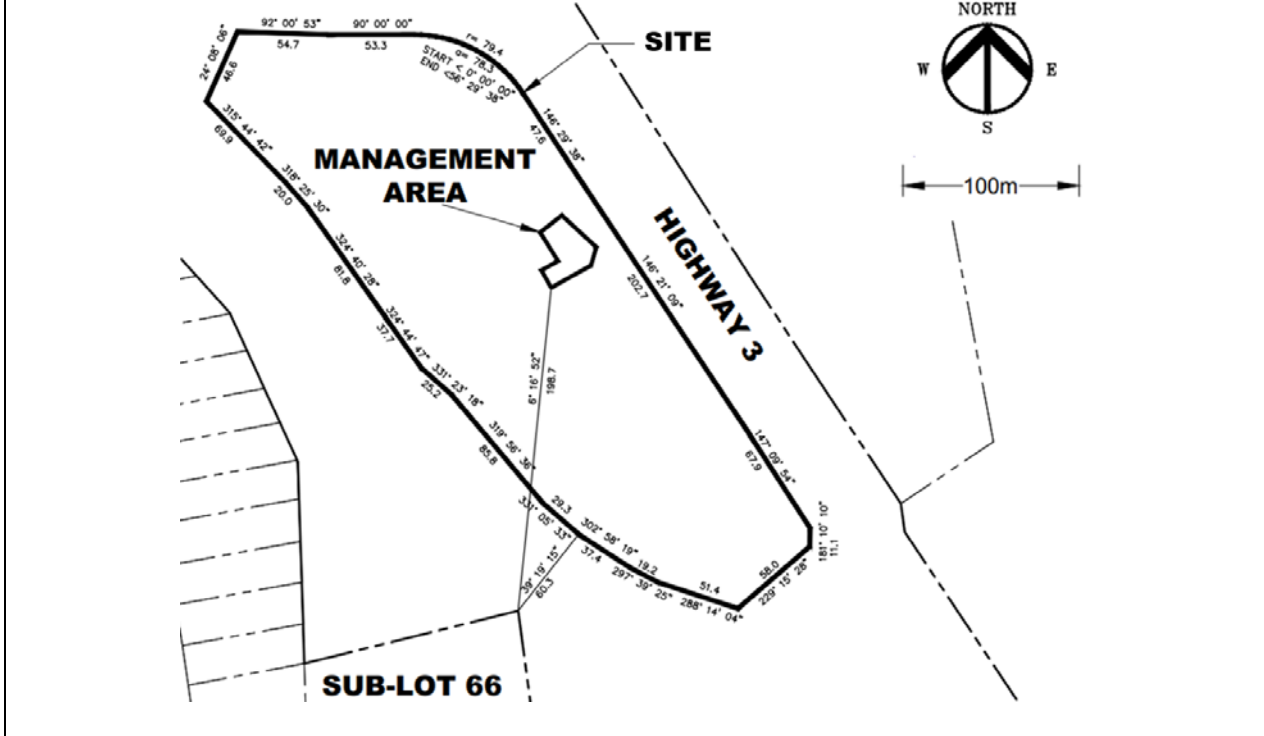 NORTH
W
E
S
100m
SITE
92° 00' 53"
54.7
90° 00' 00"
53.3
r= 79.4
a= 78.3
START < 0° 00' 00"
END <56° 29' 38"
24° 08' 06"
46.6
315° 44' 42"
69.9
318° 25' 30"
20.0
324° 40' 28"
81.8
324° 44' 47"
37.7
331° 23' 18"
25.2
319° 56' 36"
85.8
MANAGEMENT
AREA
146° 29' 38"
47.6
HIGHWAY 3
146° 21' 09"
202.7
147° 09' 54"
67.9
6° 16' 52"
198.7
29.3
331° 05' 33"
302° 58' 19"
37.4
19.2
297° 39' 25"
51.4
288° 14' 04"
58.0
229° 15' 28"
181° 10' 10"
11.1
39° 19' 15"
60.3
SUB-LOT 66